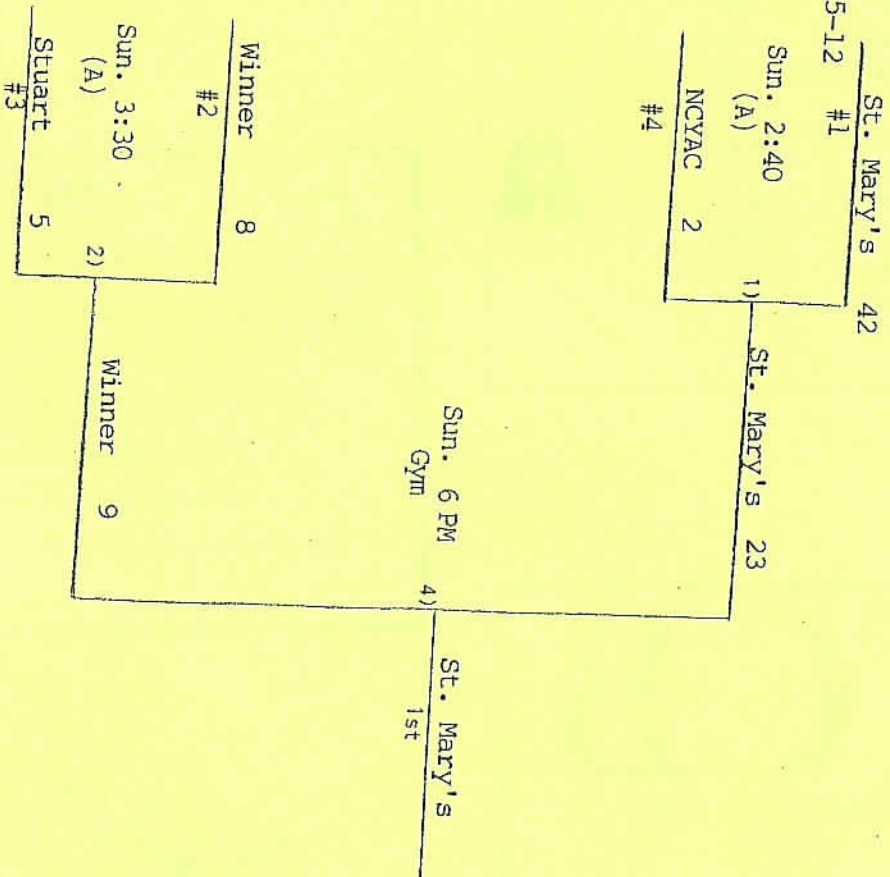 St. Mary's 42
5-12 #1
Sun. 2:40
(A)
1) St. Mary's 23
NCYAC 2
#4
Sun. 6 PM
Gym
4) St. Mary's
1st
Winner 8
#2
Sun. 3:30
(A)
2) Winner 9
Stuart 5
#3